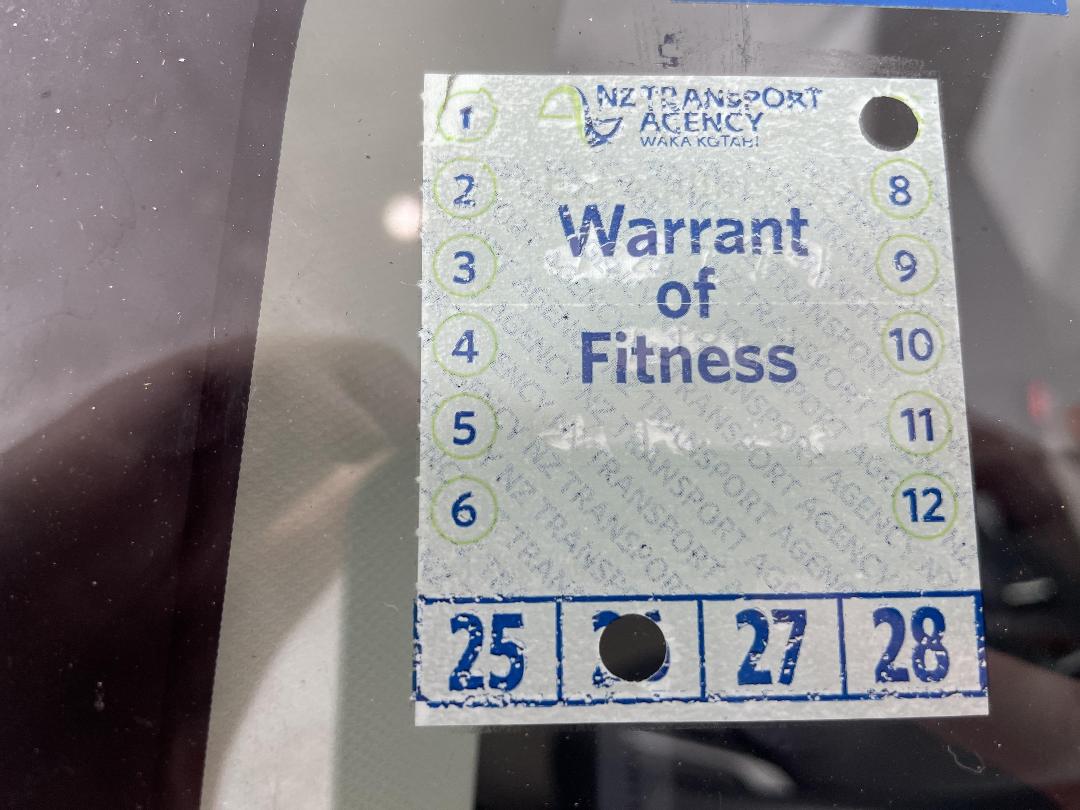 NZ TRANSPORT
AGENCY
WAKA KOTAHI
1
2
3
4
5
6
8
9
10
11
12
Warrant
of
Fitness
25 27 28